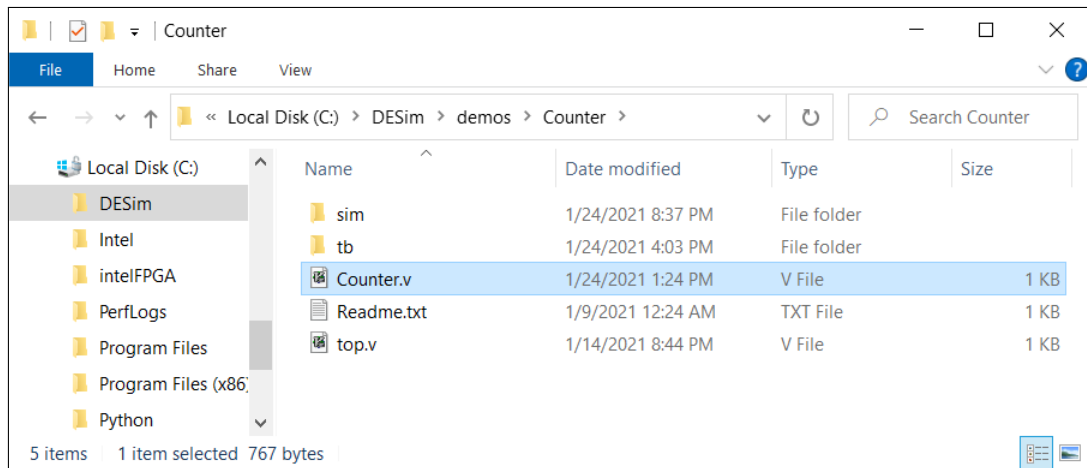 Counter
File Home Share View
« Local Disk (C:) > DESim > demos > Counter > Search Counter
Local Disk (C:) Name Date modified Type Size
DESim sim 1/24/2021 8:37 PM File folder
Intel tb 1/24/2021 4:03 PM File folder
intelFPGA Counter.v 1/24/2021 1:24 PM V File 1 KB
PerfLogs Readme.txt 1/9/2021 12:24 AM TXT File 1 KB
Program Files top.v 1/14/2021 8:44 PM V File 1 KB
Program Files (x86)
Python
5 items 1 item selected 767 bytes